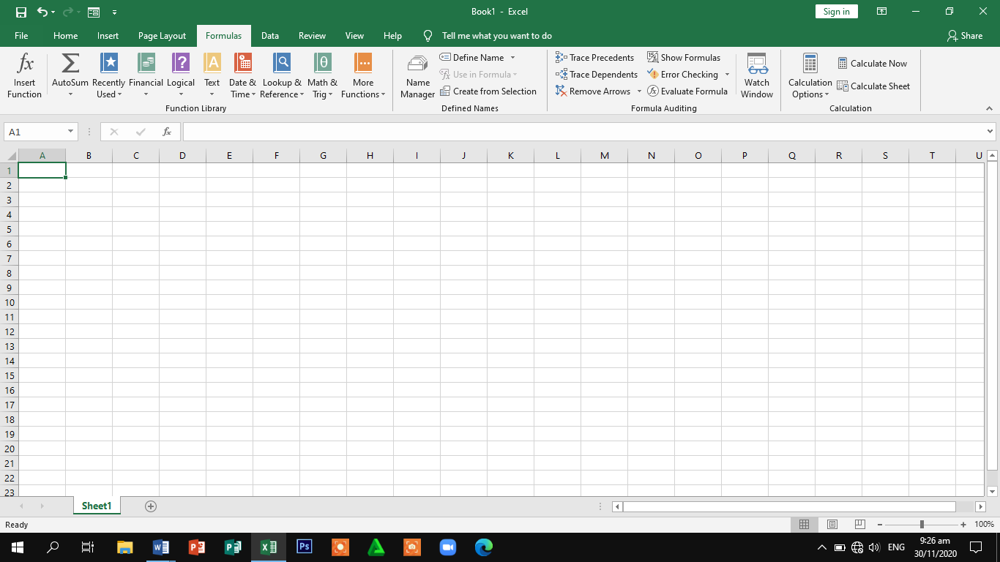 Book1 - Excel
Sign in
File Home Insert Page Layout Formulas Data Review View Help Tell me what you want to do Share
fx Insert Function
Σ AutoSum
Recently Used
Financial
? Logical
A Text
Date & Time
Lookup & Reference
θ Math & Trig
More Functions
Function Library
Name Manager
Define Name
Use in Formula
Create from Selection
Defined Names
Trace Precedents
Trace Dependents
Remove Arrows
Show Formulas
Error Checking
Evaluate Formula
Watch Window
Formula Auditing
Calculation Options
Calculate Now
Calculate Sheet
Calculation
A1 fx
A B C D E F G H I J K L M N O P Q R S T U
1
2
3
4
5
6
7
8
9
10
11
12
13
14
15
16
17
18
19
20
21
22
23
Sheet1
Ready 100%
ENG 9:26 am
30/11/2020